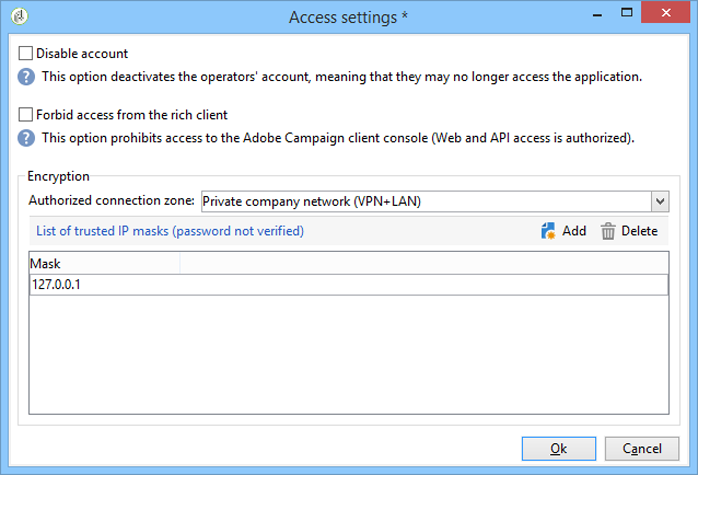 Access settings *
Disable account
This option deactivates the operators' account, meaning that they may no longer access the application.
Forbid access from the rich client
This option prohibits access to the Adobe Campaign client console (Web and API access is authorized).
Encryption
Authorized connection zone: Private company network (VPN+LAN)
List of trusted IP masks (password not verified) Add Delete
Mask
127.0.0.1
Ok Cancel